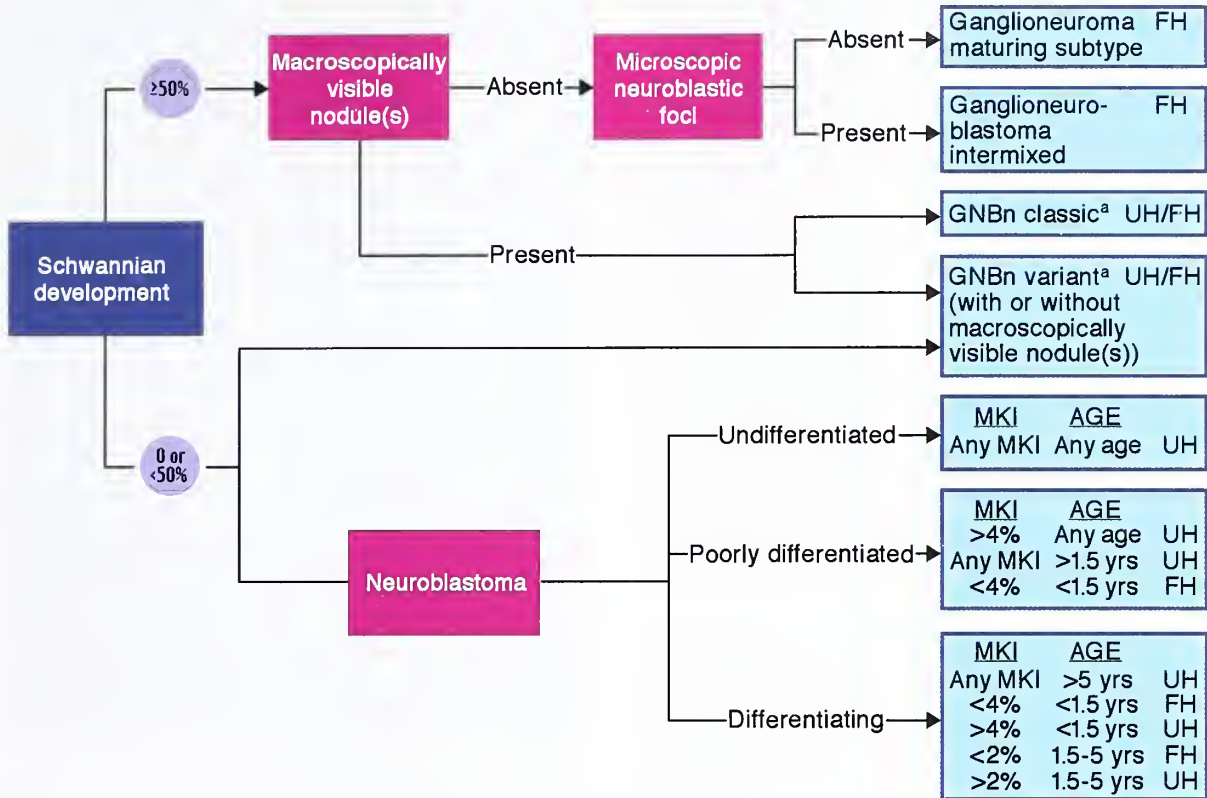 ≥50%
Macroscopically
visible
nodule(s)
Absent
Microscopic
neuroblastic
foci
Absent
Ganglioneuroma FH
maturing subtype
Present
Ganglioneuro- FH
blastoma
intermixed
Schwannian
development
Present
GNBn classicᵃ UH/FH
GNBn variantᵃ UH/FH
(with or without
macroscopically
visible nodule(s))
0 or
<50%
Neuroblastoma
Undifferentiated
MKI AGE
Any MKI Any age UH
Poorly differentiated
MKI AGE
>4% Any age UH
Any MKI >1.5 yrs UH
<4% <1.5 yrs FH
Differentiating
MKI AGE
Any MKI >5 yrs UH
<4% <1.5 yrs FH
>4% <1.5 yrs UH
<2% 1.5-5 yrs FH
>2% 1.5-5 yrs UH